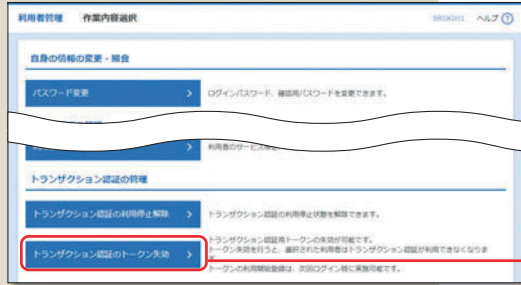 利用者管理 作業内容選択 BRSK001 ヘルプ ?
自身の情報の変更・照会
パスワード変更 > ログインパスワード、確認用パスワードを変更できます。
> 利用者のサービス停止
トランザクション認証の管理
トランザクション認証の利用停止解除 > トランザクション認証の利用停止状態を解除できます。
トランザクション認証のトークン失効 > トランザクション認証用トークンの失効が可能です。
トークン失効を行うと、選択された利用者はトランザクション認証が利用できなくなりま
す。
トークンの利用開始登録は、次回ログイン時に実施可能です。